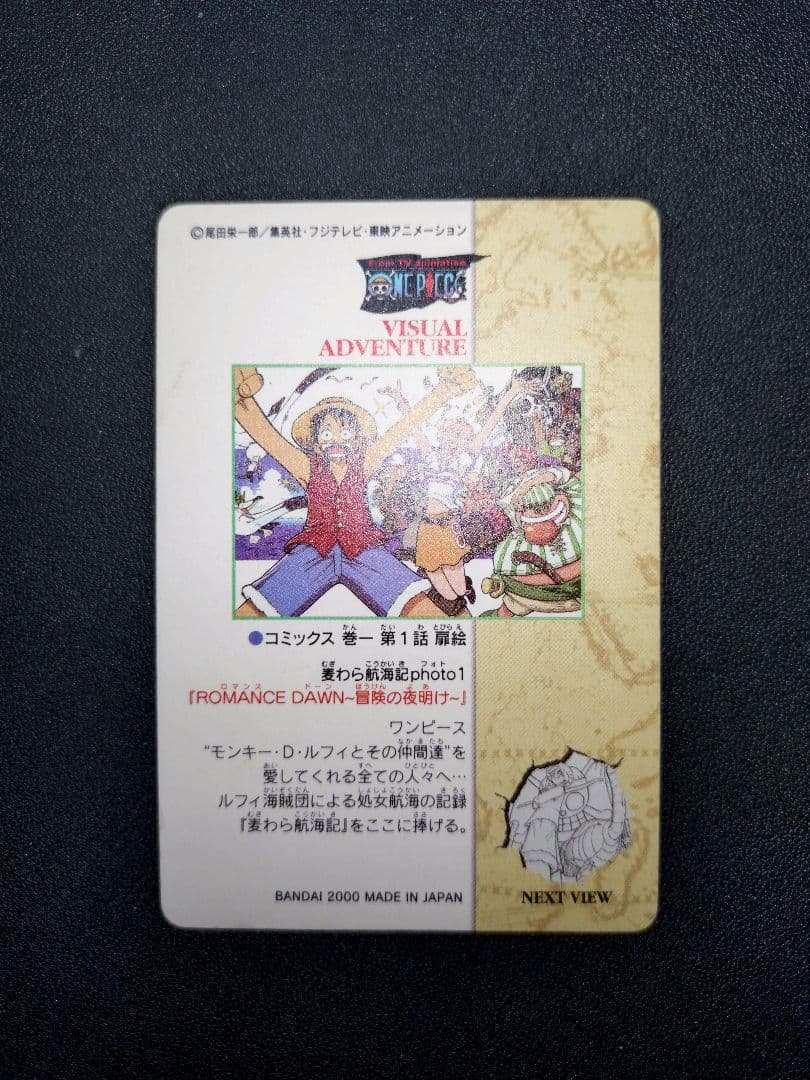 ©尾田栄一郎／集英社・フジテレビ・東映アニメーション
From TV animation
ONE PIECE
VISUAL
ADVENTURE
●コミックス 巻一 第1話 扉絵
麦わら航海記photo1
『ROMANCE DAWN~冒険の夜明け~』
ワンピース
“モンキー・D・ルフィとその仲間達”を
愛してくれる全ての人々へ…
ルフィ海賊団による処女航海の記録
『麦わら航海記』をここに捧げる。
BANDAI 2000 MADE IN JAPAN
NEXT VIEW